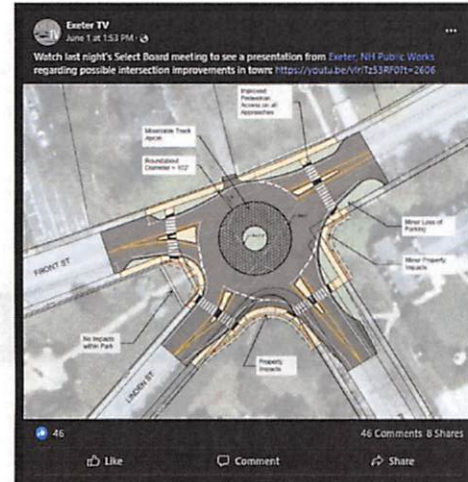 Exeter TV
June 1 at 1:53 PM ·
Watch last night's Select Board meeting to see a presentation from Exeter, NH Public Works
regarding possible intersection improvements in town:
Improved
Pedestrian
Access on all
Approaches
Mountable Truck
Apron
Roundabout
Diameter = 102'
Minor Loss of
Parking
Minor Property
Impacts
FRONT ST
No Impacts
within Park
Property
Impacts
LINDEN ST
46
46 Comments 8 Shares
Like
Comment
Share